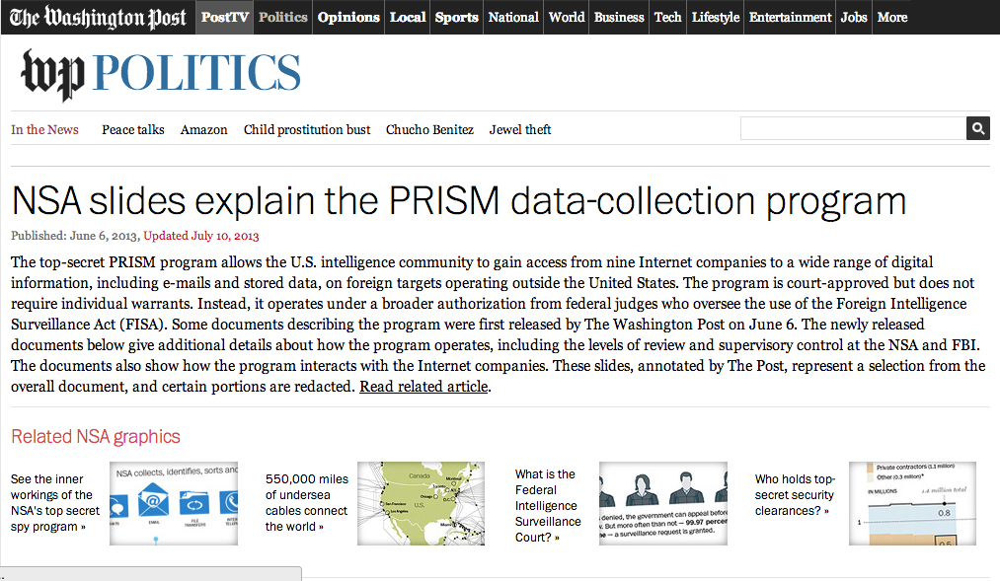 The Washington Post PostTV Politics Opinions Local Sports National World Business Tech Lifestyle Entertainment Jobs More
wp POLITICS
In the News Peace talks Amazon Child prostitution bust Chucho Benitez Jewel theft
NSA slides explain the PRISM data-collection program
Published: June 6, 2013, Updated July 10, 2013
The top-secret PRISM program allows the U.S. intelligence community to gain access from nine Internet companies to a wide range of digital
information, including e-mails and stored data, on foreign targets operating outside the United States. The program is court-approved but does not
require individual warrants. Instead, it operates under a broader authorization from federal judges who oversee the use of the Foreign Intelligence
Surveillance Act (FISA). Some documents describing the program were first released by The Washington Post on June 6. The newly released
documents below give additional details about how the program operates, including the levels of review and supervisory control at the NSA and FBI.
The documents also show how the program interacts with the Internet companies. These slides, annotated by The Post, represent a selection from the
overall document, and certain portions are redacted. Read related article.
Related NSA graphics
See the inner
workings of the
NSA's top secret
spy program »
NSA collects, identifies, sorts and
EMAIL
FILE
TRANSFERS
550,000 miles
of undersea
cables connect
the world »
Canada
Montreal
Toronto
N.Y.
D.C.
San Francisco
Los Angeles
U.S.
Miami
What is the
Federal
Intelligence
Surveillance
Court? »
denied, the government can appeal before
. But more often than not — 99.97 percen
me — a surveillance request is granted.
Who holds top-
secret security
clearances? »
Private contractors (1.1 million)
Other (0.3 million)*
IN MILLIONS
1.4 million total
0.8
1
0.5